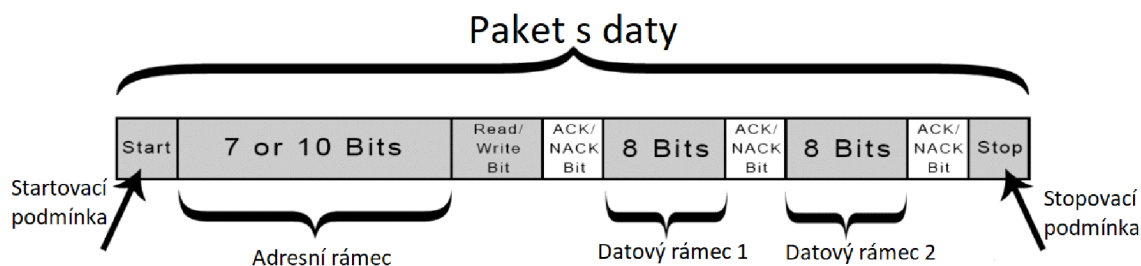 Paket s daty
Start
7 or 10 Bits
Read/
Write
Bit
ACK/
NACK
Bit
8 Bits
ACK/
NACK
Bit
8 Bits
ACK/
NACK
Bit
Stop
Startovací
podmínka
Adresní rámec
Datový rámec 1
Datový rámec 2
Stopovací
podmínka